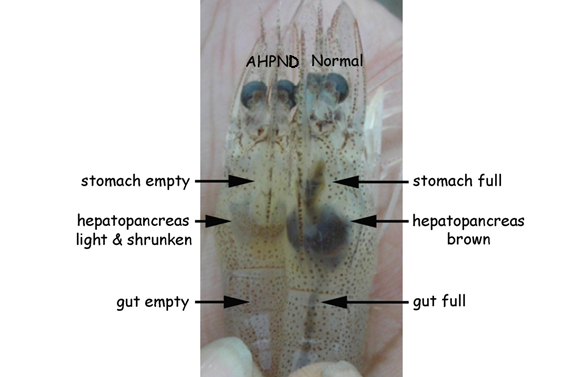 AHPND Normal
stomach empty
stomach full
hepatopancreas
light & shrunken
hepatopancreas
brown
gut empty
gut full